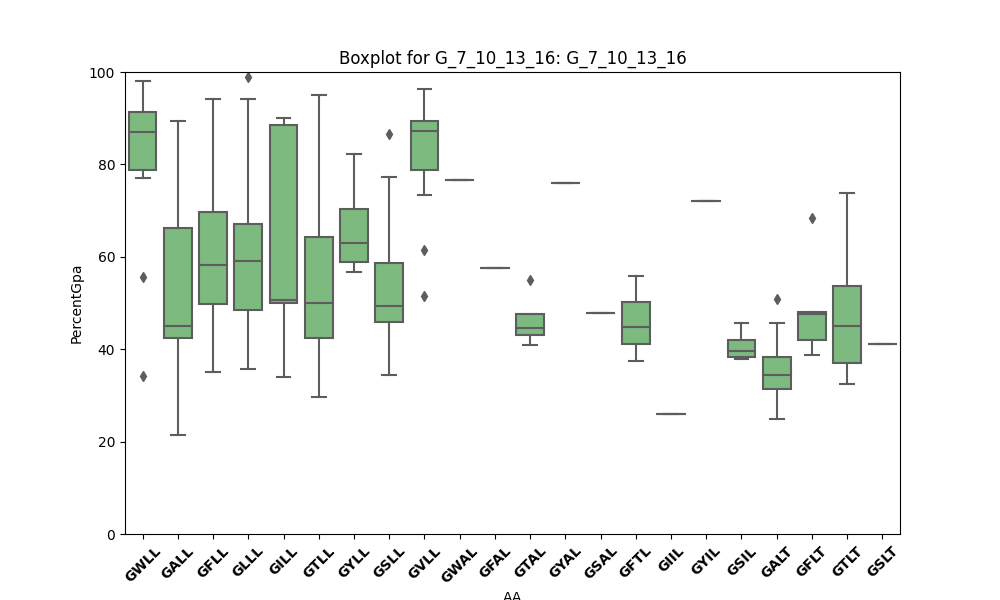 Boxplot for G_7_10_13_16: G_7_10_13_16
100
80
60
40
20
0
PercentGpa
GWLL GALL GFLL GLLL GILL GTLL GYLL GSLL GVLL GWAL GFAL GTAL GYAL GSAL GFTL GIIL GYIL GSIL GALT GFLT GTLT GSLT
AA